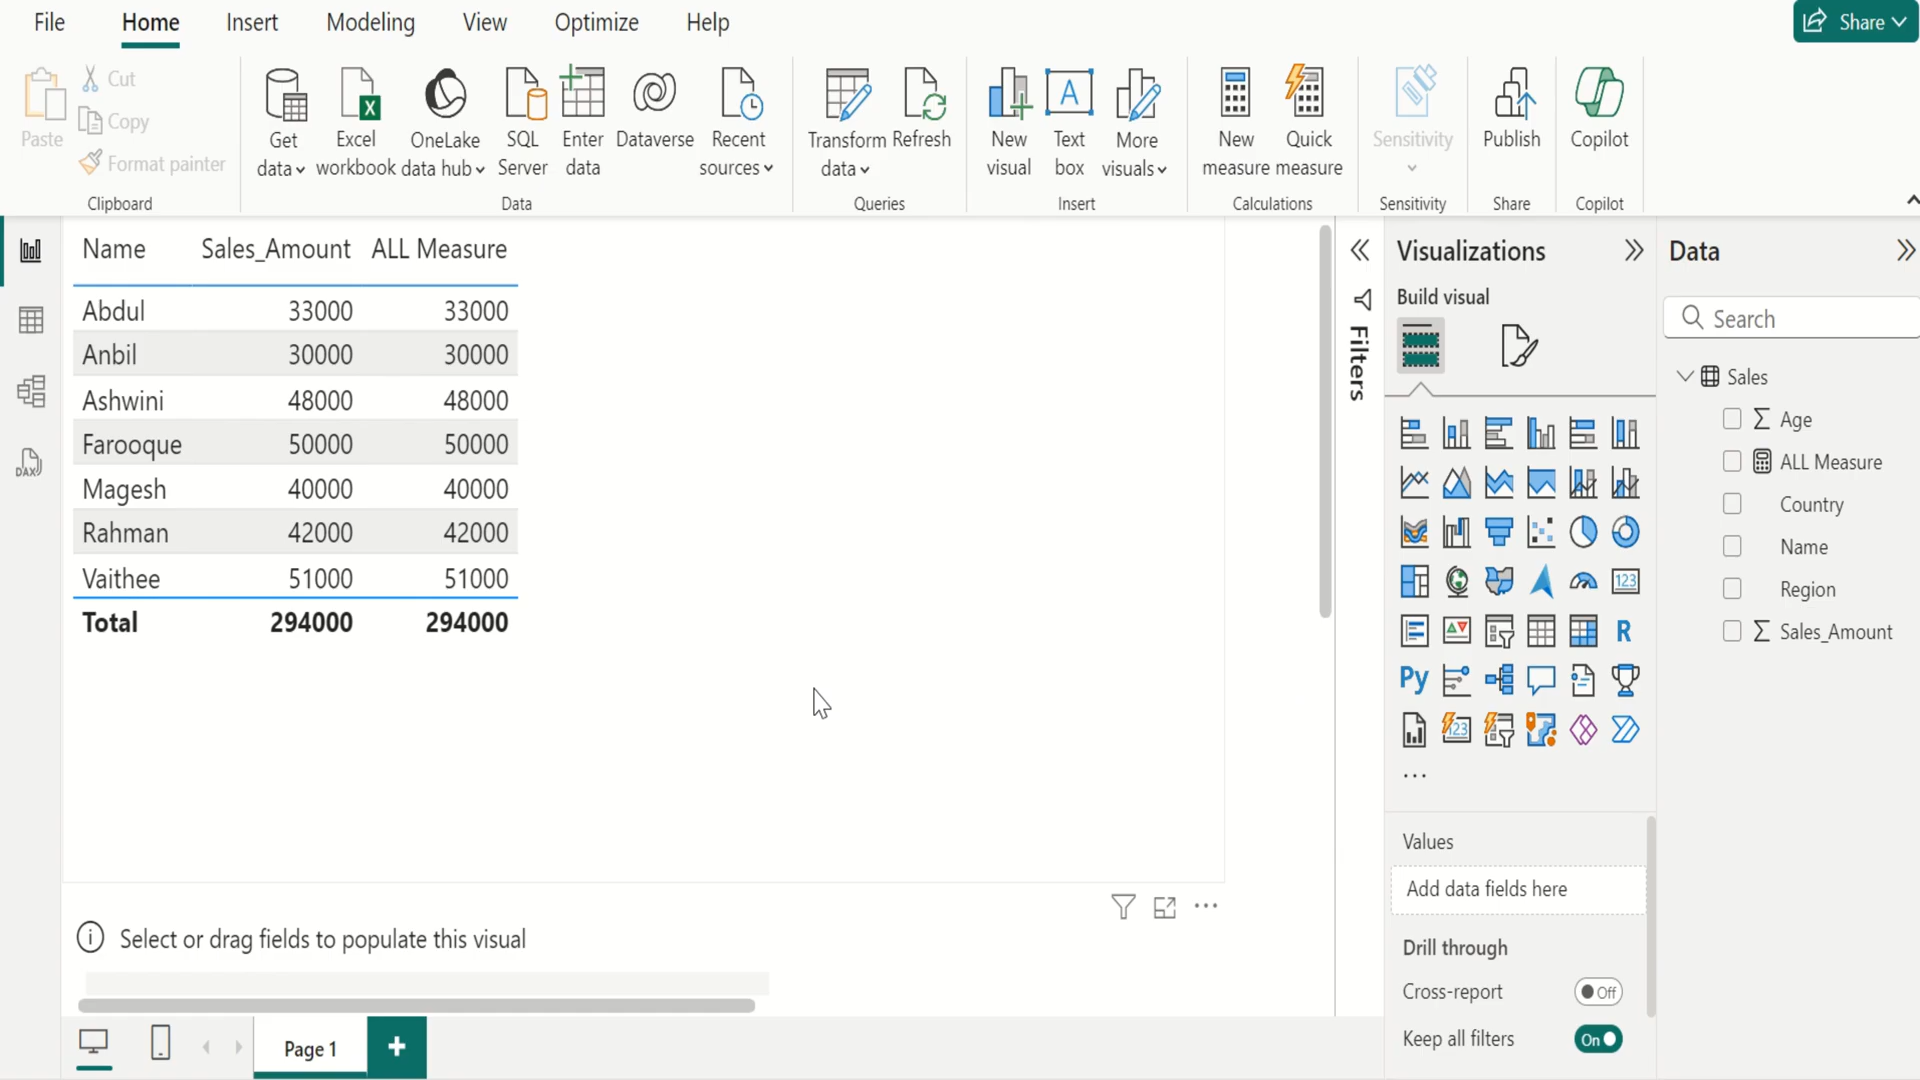 File Home Insert Modeling View Optimize Help Share
Paste
Cut
Copy
Format painter
Clipboard
Get data
Excel workbook
OneLake data hub
SQL Server
Enter data
Dataverse
Recent sources
Data
Transform data
Refresh
Queries
New visual
Text box
More visuals
Insert
New measure
Quick measure
Calculations
Sensitivity
Sensitivity
Publish
Share
Copilot
Copilot
Name Sales_Amount ALL Measure
Abdul 33000 33000
Anbil 30000 30000
Ashwini 48000 48000
Farooque 50000 50000
Magesh 40000 40000
Rahman 42000 42000
Vaithee 51000 51000
Total 294000 294000
Select or drag fields to populate this visual
Page 1
Filters
Visualizations
Build visual
123
R
Py
123
...
Values
Add data fields here
Drill through
Cross-report Off
Keep all filters On
Data
Search
Sales
Age
ALL Measure
Country
Name
Region
Sales_Amount
DAX
A
X